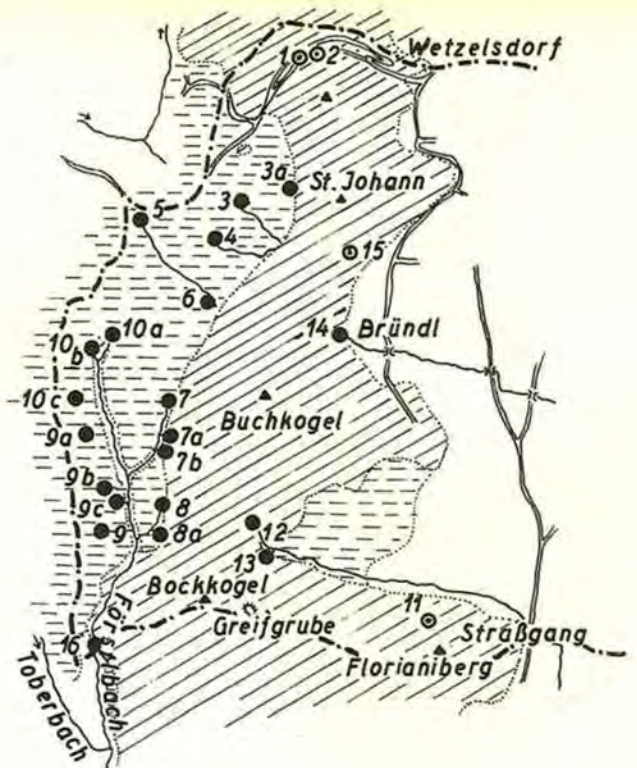 Wetzelsdorf
1 2
3a
St. Johann
3
5
4
15
6
10a
14 Bründl
10b
10c
7
Buchkogel
9a
7a
7b
9b
9c
8
12
9
8a
13
Bockkogel
11
Greifgrube
Straßgang
16
Florianiberg
Toberbach